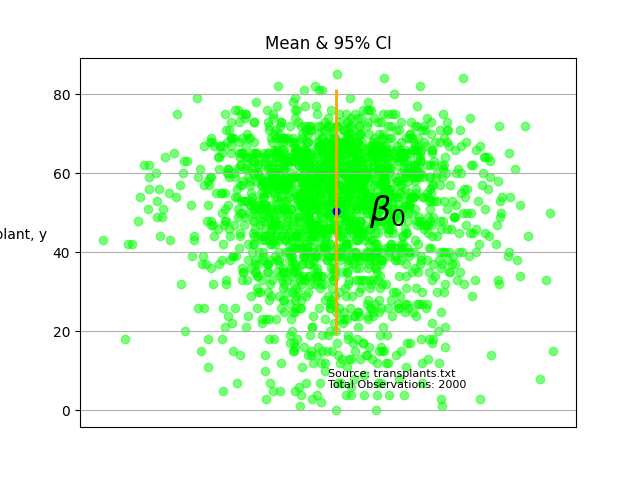 Mean & 95% CI
80
60
plant, y
β0
40
20
Source: transplants.txt
Total Observations: 2000
0